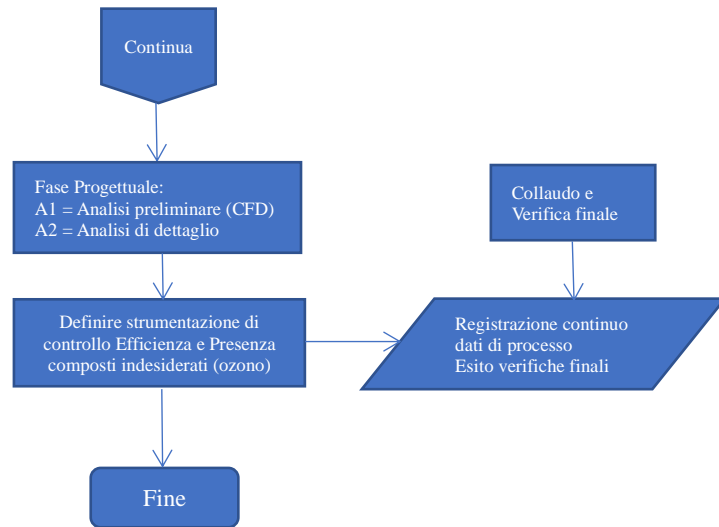 Continua
Fase Progettuale:
A1 = Analisi preliminare (CFD)
A2 = Analisi di dettaglio
Collaudo e
Verifica finale
Definire strumentazione di
controllo Efficienza e Presenza
composti indesiderati (ozono)
Registrazione continuo
dati di processo
Esito verifiche finali
Fine